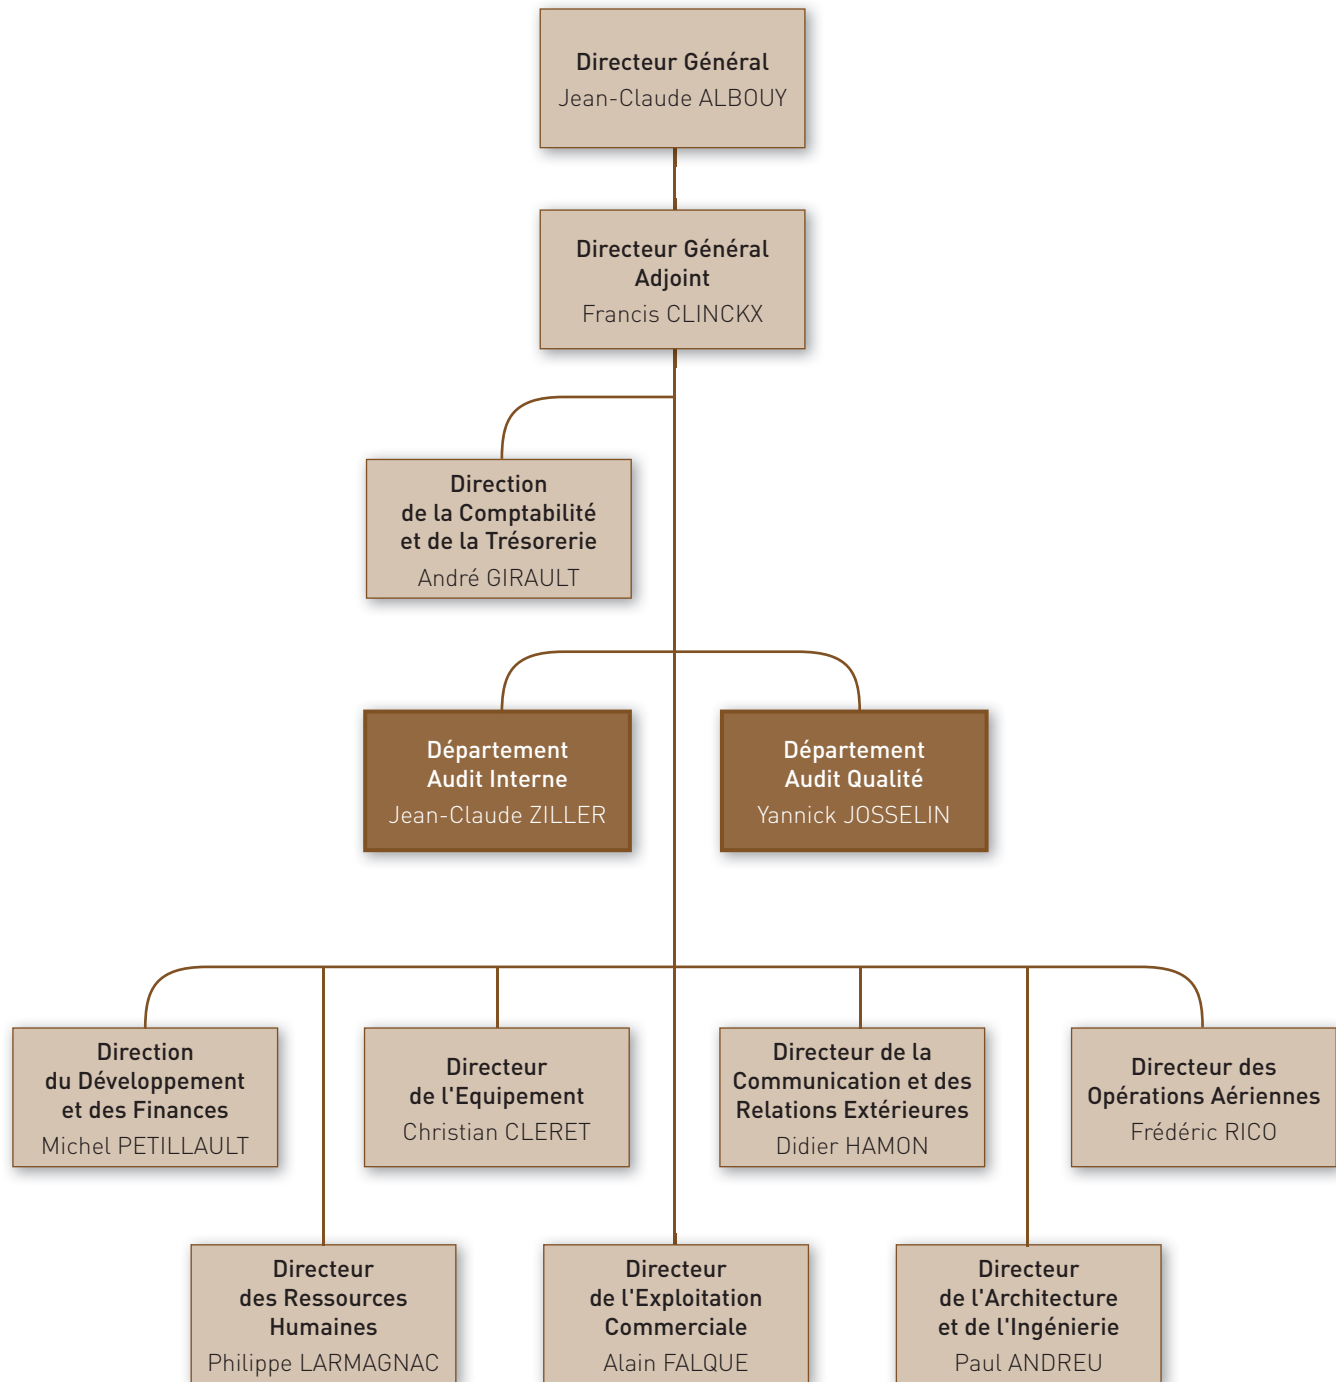 Directeur Général
Jean-Claude ALBOUY
Directeur Général
Adjoint
Francis CLINCKX
Direction
de la Comptabilité
et de la Trésorerie
André GIRAULT
Département
Audit Interne
Jean-Claude ZILLER
Département
Audit Qualité
Yannick JOSSELIN
Direction
du Développement
et des Finances
Michel PETILLAULT
Directeur
de l'Equipement
Christian CLERET
Directeur de la
Communication et des
Relations Extérieures
Didier HAMON
Directeur des
Opérations Aériennes
Frédéric RICO
Directeur
des Ressources
Humaines
Philippe LARMAGNAC
Directeur
de l'Exploitation
Commerciale
Alain FALQUE
Directeur
de l'Architecture
et de l'Ingénierie
Paul ANDREU